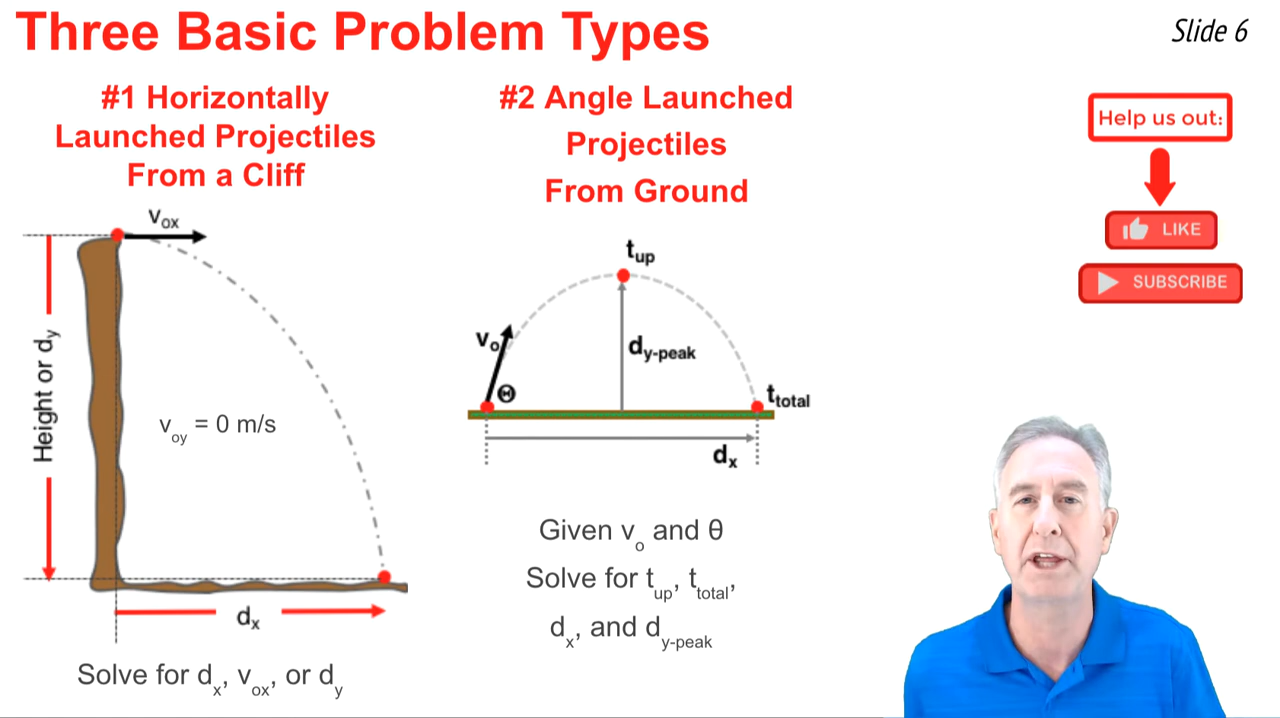 Three Basic Problem Types
Slide 6
#1 Horizontally
Launched Projectiles
From a Cliff
vox
Height or dy
voy = 0 m/s
dx
Solve for dx, vox, or dy
#2 Angle Launched
Projectiles
From Ground
tup
vo
Θ
dy-peak
ttotal
dx
Given vo and θ
Solve for tup, ttotal,
dx, and dy-peak
Help us out:
LIKE
SUBSCRIBE